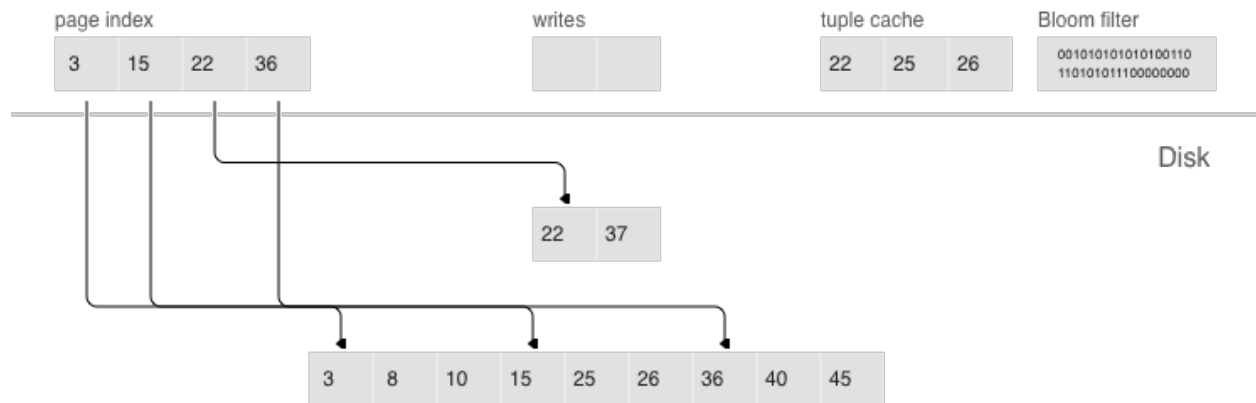 page index
writes
tuple cache
Bloom filter
3 15 22 36
22 25 26
001010101010100110
110101011100000000
Disk
22 37
3 8 10 15 25 26 36 40 45